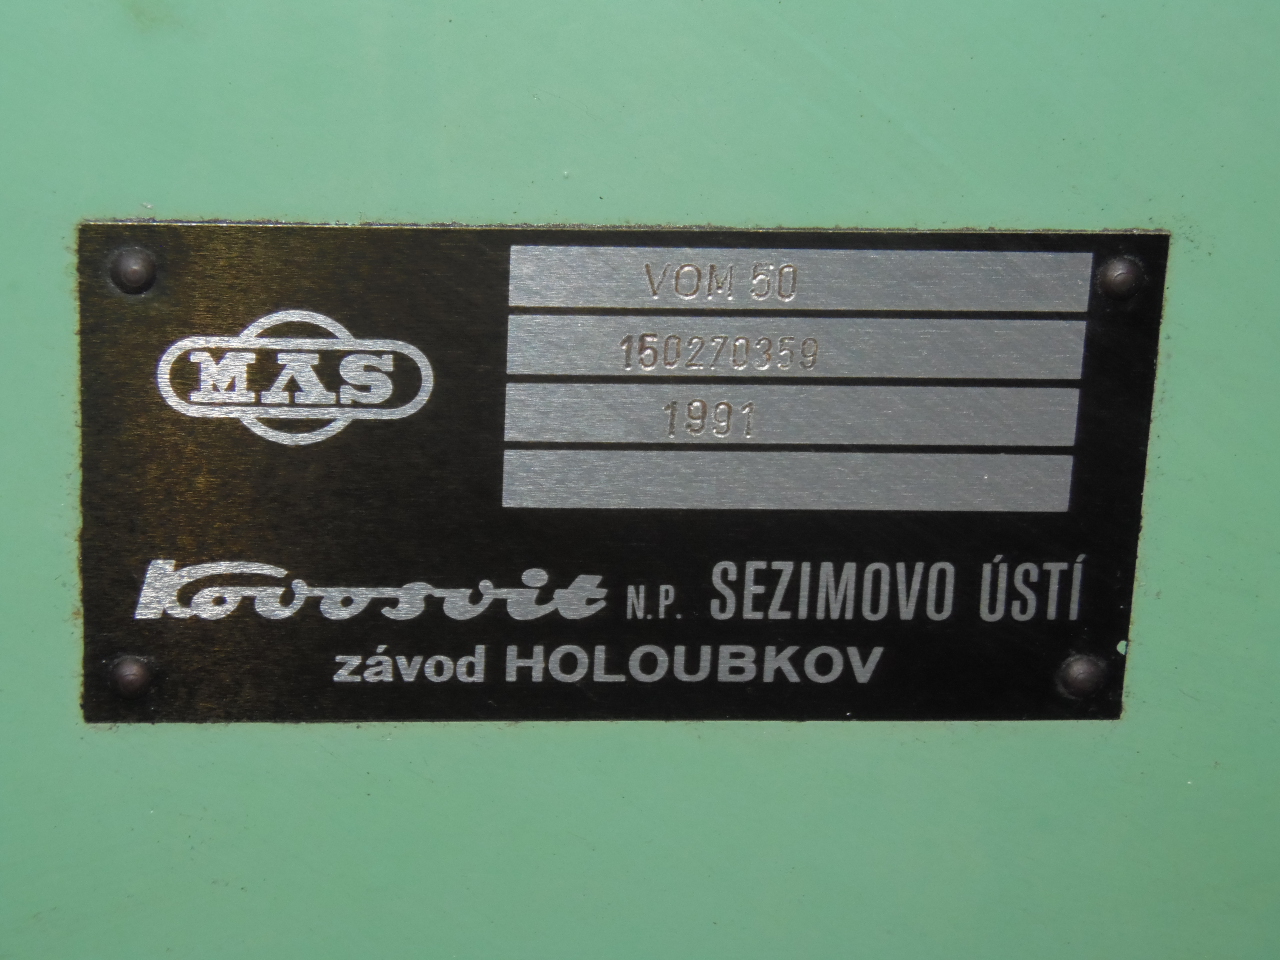 MAS
VOM 50
150270359
1991
Kovosvit N.P. SEZIMOVO ÚSTÍ
závod HOLOUBKOV